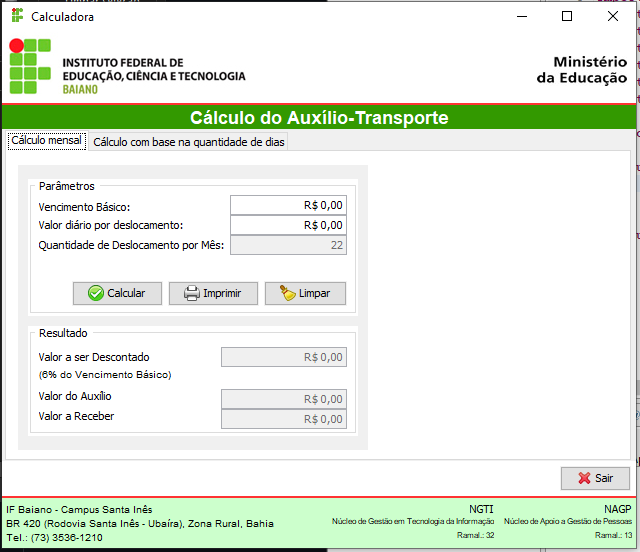 Calculadora
INSTITUTO FEDERAL DE
EDUCAÇÃO, CIÊNCIA E TECNOLOGIA
BAIANO
Ministério
da Educação
Cálculo do Auxílio-Transporte
Cálculo mensal
Cálculo com base na quantidade de dias
Parâmetros
Vencimento Básico: R$ 0,00
Valor diário por deslocamento: R$ 0,00
Quantidade de Deslocamento por Mês: 22
Calcular
Imprimir
Limpar
Resultado
Valor a ser Descontado R$ 0,00
(6% do Vencimento Básico)
Valor do Auxílio R$ 0,00
Valor a Receber R$ 0,00
Sair
IF Baiano - Campus Santa Inês
BR 420 (Rodovia Santa Inês - Ubaíra), Zona Rural, Bahia
Tel.: (73) 3536-1210
NGTI
Núcleo de Gestão em Tecnologia da Informação
Ramal.: 32
NAGP
Núcleo de Apoio a Gestão de Pessoas
Ramal.: 13